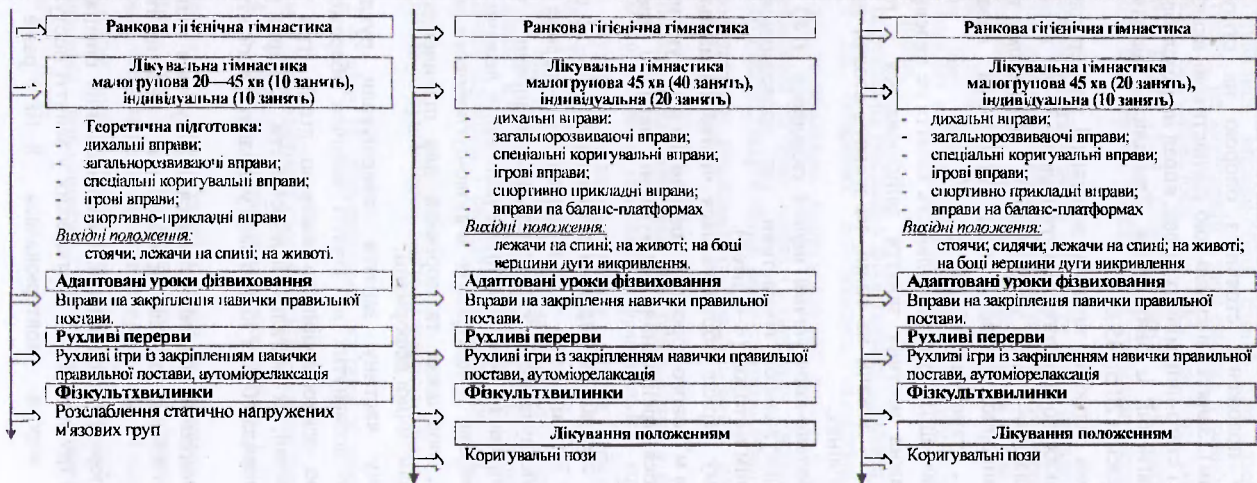 Ранкова гігієнічна гімнастика
Лікувальна гімнастика
малогрупова 20—45 хв (10 занять),
індивідуальна (10 занять)
- Теоретична підготовка:
- дихальні вправи;
- загальнорозвиваючі вправи;
- спеціальні коригувальні вправи;
- ігрові вправи;
- спортивно-прикладні вправи
Вихідні положення:
- стоячи; лежачи на спині; на животі.
Адаптовані уроки фізвиховання
Вправи на закріплення навички правильної
постави.
Рухливі перерви
Рухливі ігри із закріпленням навички
правильної постави, аутоміорелаксація
Фізкультхвилинки
Розслаблення статично напружених
м'язових груп
Ранкова гігієнічна гімнастика
Лікувальна гімнастика
малогрупова 45 хв (40 занять),
індивідуальна (20 занять)
- дихальні вправи;
- загальнорозвиваючі вправи;
- спеціальні коригувальні вправи;
- ігрові вправи;
- спортивно прикладні вправи;
- вправи на баланс-платформах
Вихідні положення:
- лежачи на спині; на животі; на боці
вершини дуги викривлення.
Адаптовані уроки фізвиховання
Вправи на закріплення навички правильної
постави.
Рухливі перерви
Рухливі ігри із закріпленням навички правильної
постави, аутоміорелаксація
Фізкультхвилинки
Лікування положенням
Коригувальні пози
Ранкова гігієнічна гімнастика
Лікувальна гімнастика
малогрупова 45 хв (20 занять),
індивідуальна (10 занять)
- дихальні вправи;
- загальнорозвиваючі вправи;
- спеціальні коригувальні вправи;
- ігрові вправи;
- спортивно прикладні вправи;
- вправи на баланс-платформах
Вихідні положення:
- стоячи; сидячи; лежачи на спині; на животі;
на боці вершини дуги викривлення
Адаптовані уроки фізвиховання
Вправи на закріплення навички правильної
постави.
Рухливі перерви
Рухливі ігри із закріпленням навички правильної
постави, аутоміорелаксація
Фізкультхвилинки
Лікування положенням
Коригувальні пози